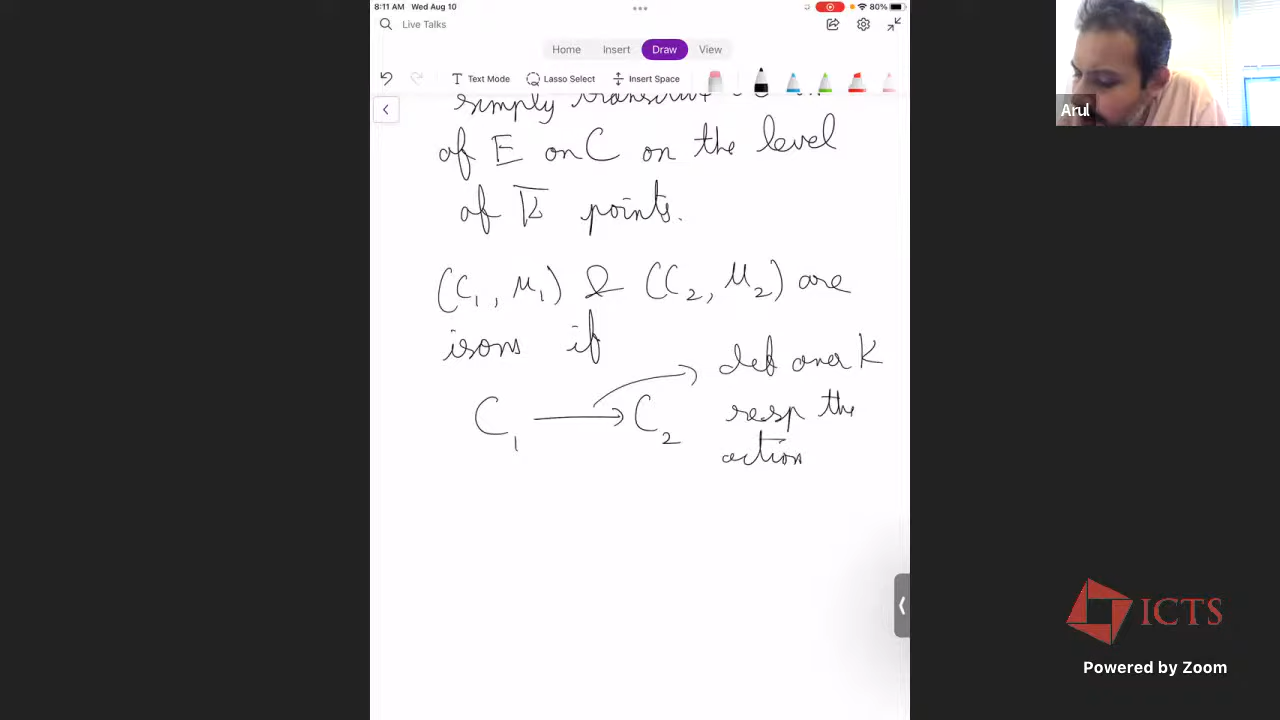 8:11 AM Wed Aug 10
80%
Live Talks
Home Insert Draw View
Text Mode Lasso Select Insert Space
simply transitive
of E on C on the level
of K̅ points.
(C₁, μ₁) & (C₂, μ₂) are
isom if
def over K
C₁ → C₂ resp the
action
Arul
ICTS
Powered by Zoom